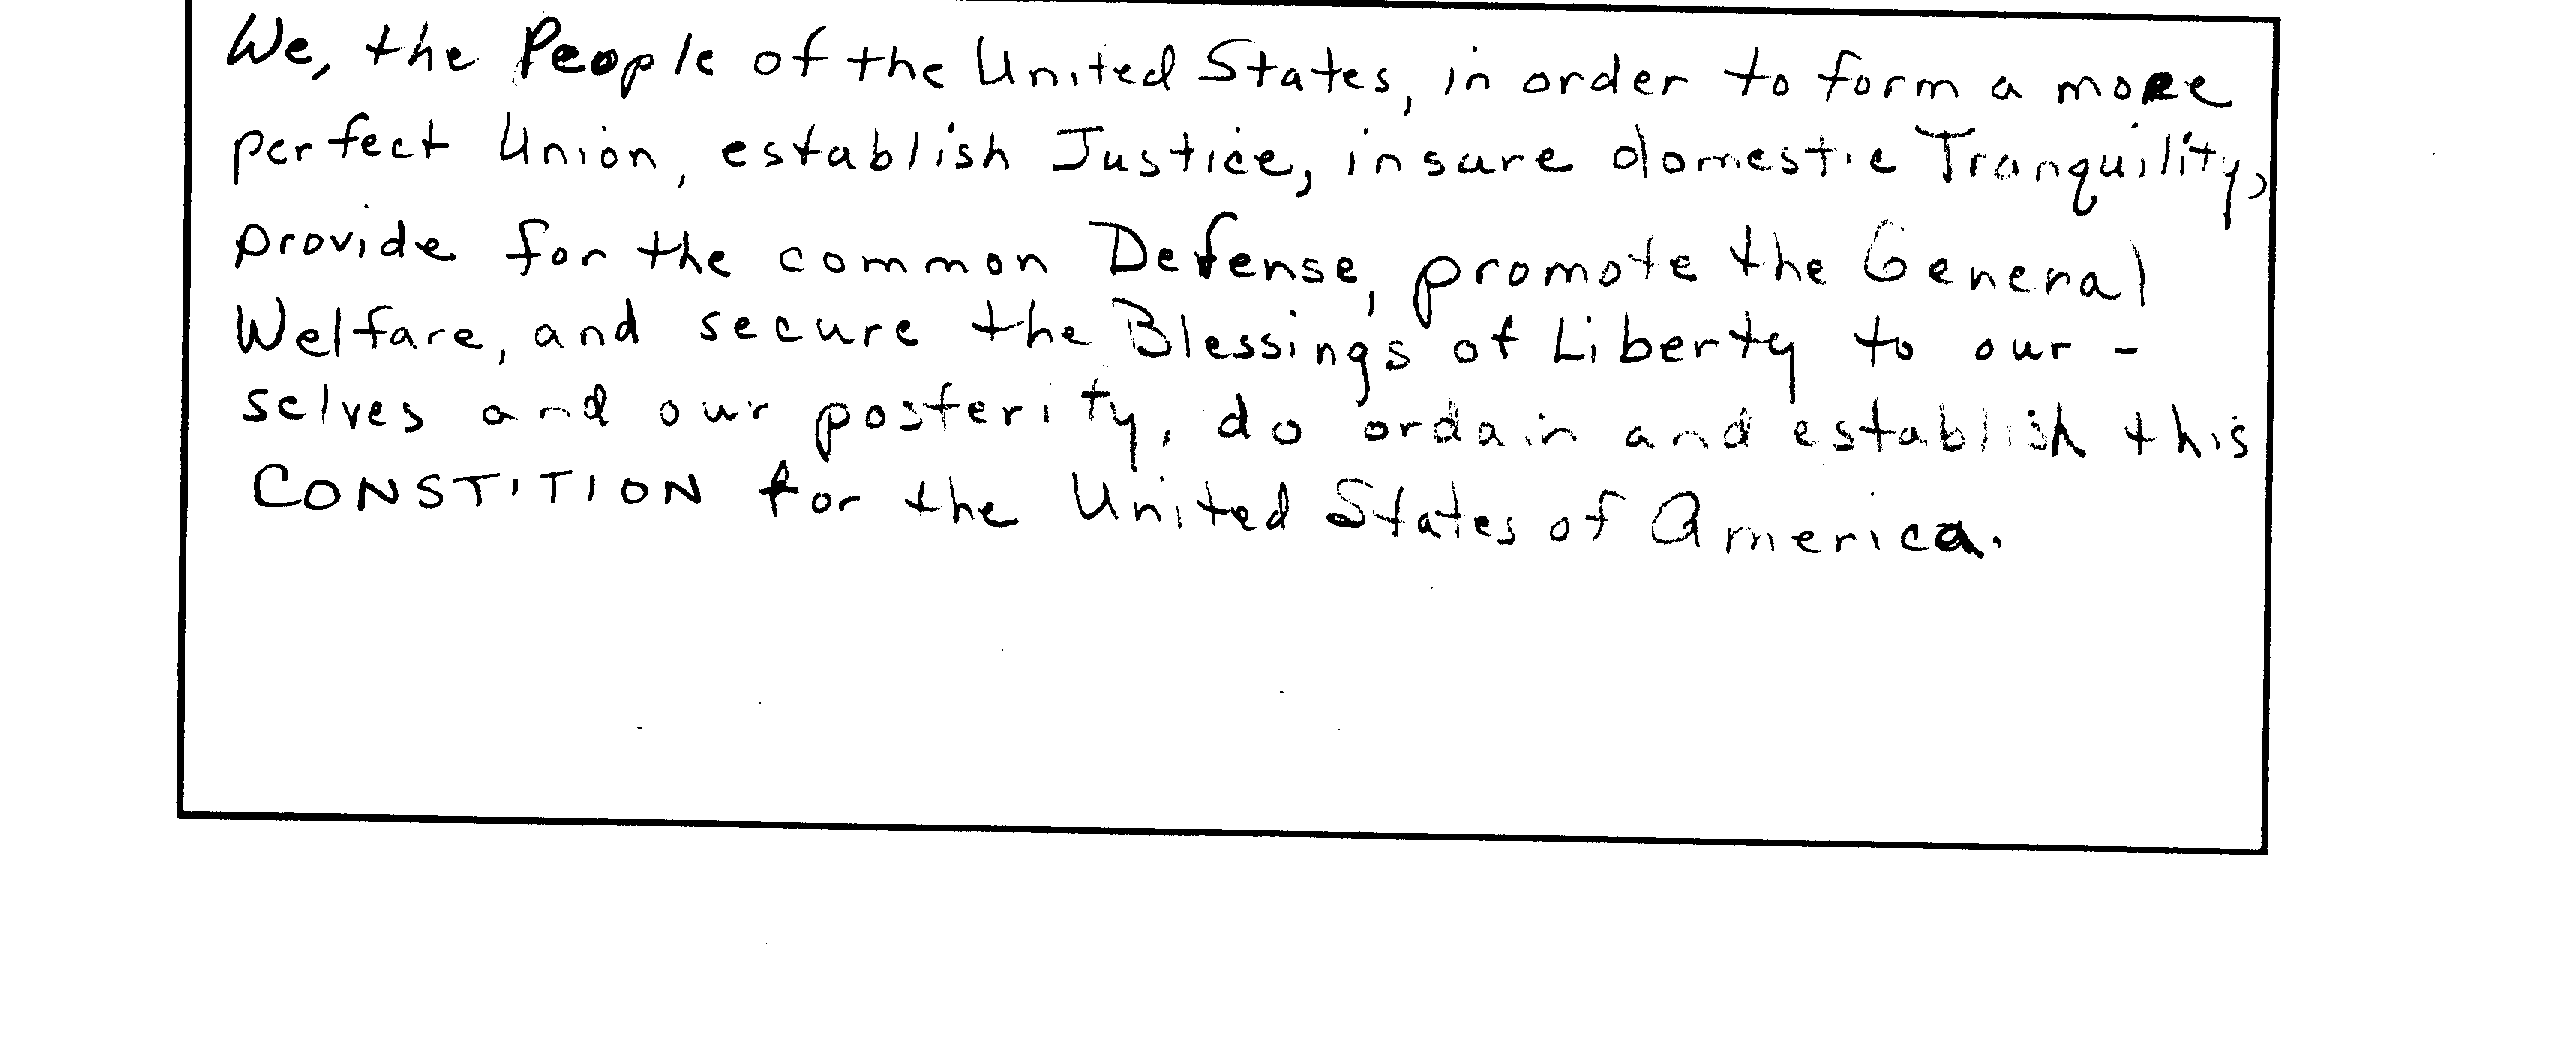 We, the People of the United States, in order to form a more
perfect Union, establish Justice, insure domestic Tranquility,
provide for the common Defense, promote the General
Welfare, and secure the Blessings of Liberty to our -
selves and our posterity, do ordain and establish this
CONSTITION for the United States of America.